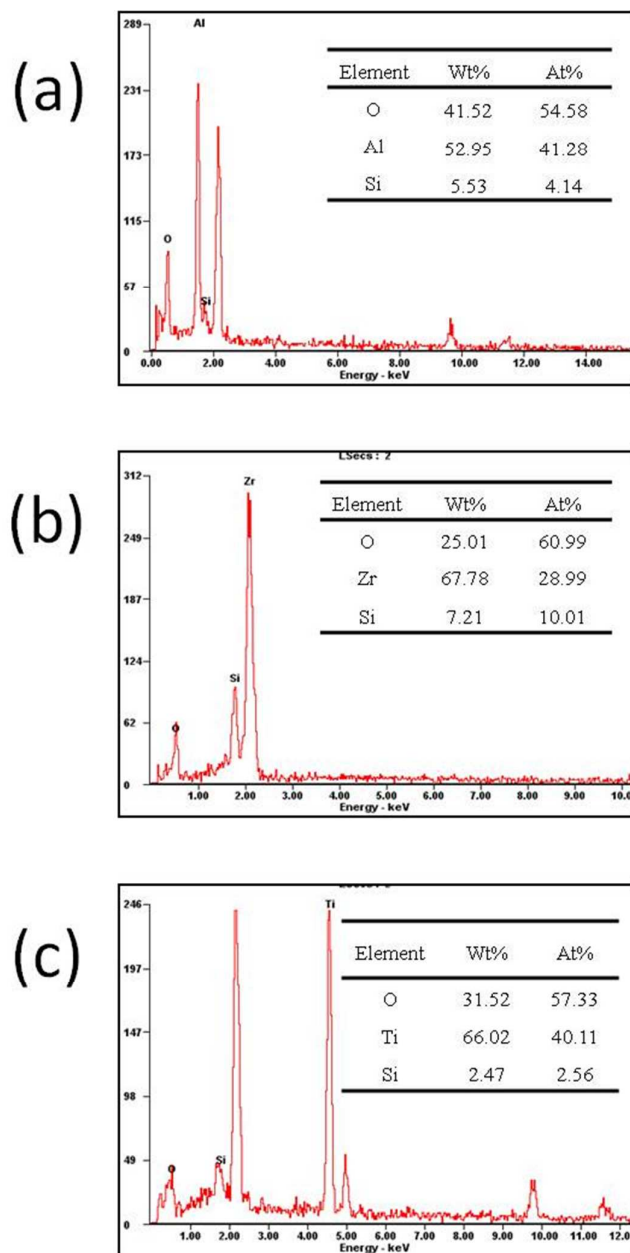 (a)
289
Al
231
173
115
57
0
O
Si
Element Wt% At%
O 41.52 54.58
Al 52.95 41.28
Si 5.53 4.14
0.00 2.00 4.00 6.00 8.00 10.00 12.00 14.00
Energy - keV
(b)
LSecs : 2
312
249
187
124
62
0
Zr
Si
O
Element Wt% At%
O 25.01 60.99
Zr 67.78 28.99
Si 7.21 10.01
1.00 2.00 3.00 4.00 5.00 6.00 7.00 8.00 9.00 10.0
Energy - keV
(c)
246
197
147
98
49
0
Ti
Si
O
Element Wt% At%
O 31.52 57.33
Ti 66.02 40.11
Si 2.47 2.56
1.00 2.00 3.00 4.00 5.00 6.00 7.00 8.00 9.00 10.00 11.00 12.0
Energy - keV